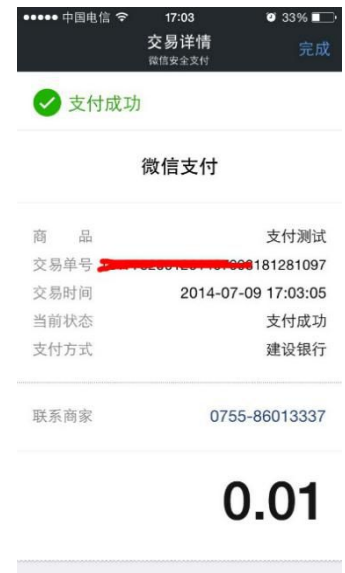 中国电信 17:03 33%
交易详情
微信安全支付
完成
支付成功
微信支付
商品 支付测试
交易单号 181281097
交易时间 2014-07-09 17:03:05
当前状态 支付成功
支付方式 建设银行
联系商家 0755-86013337
0.01